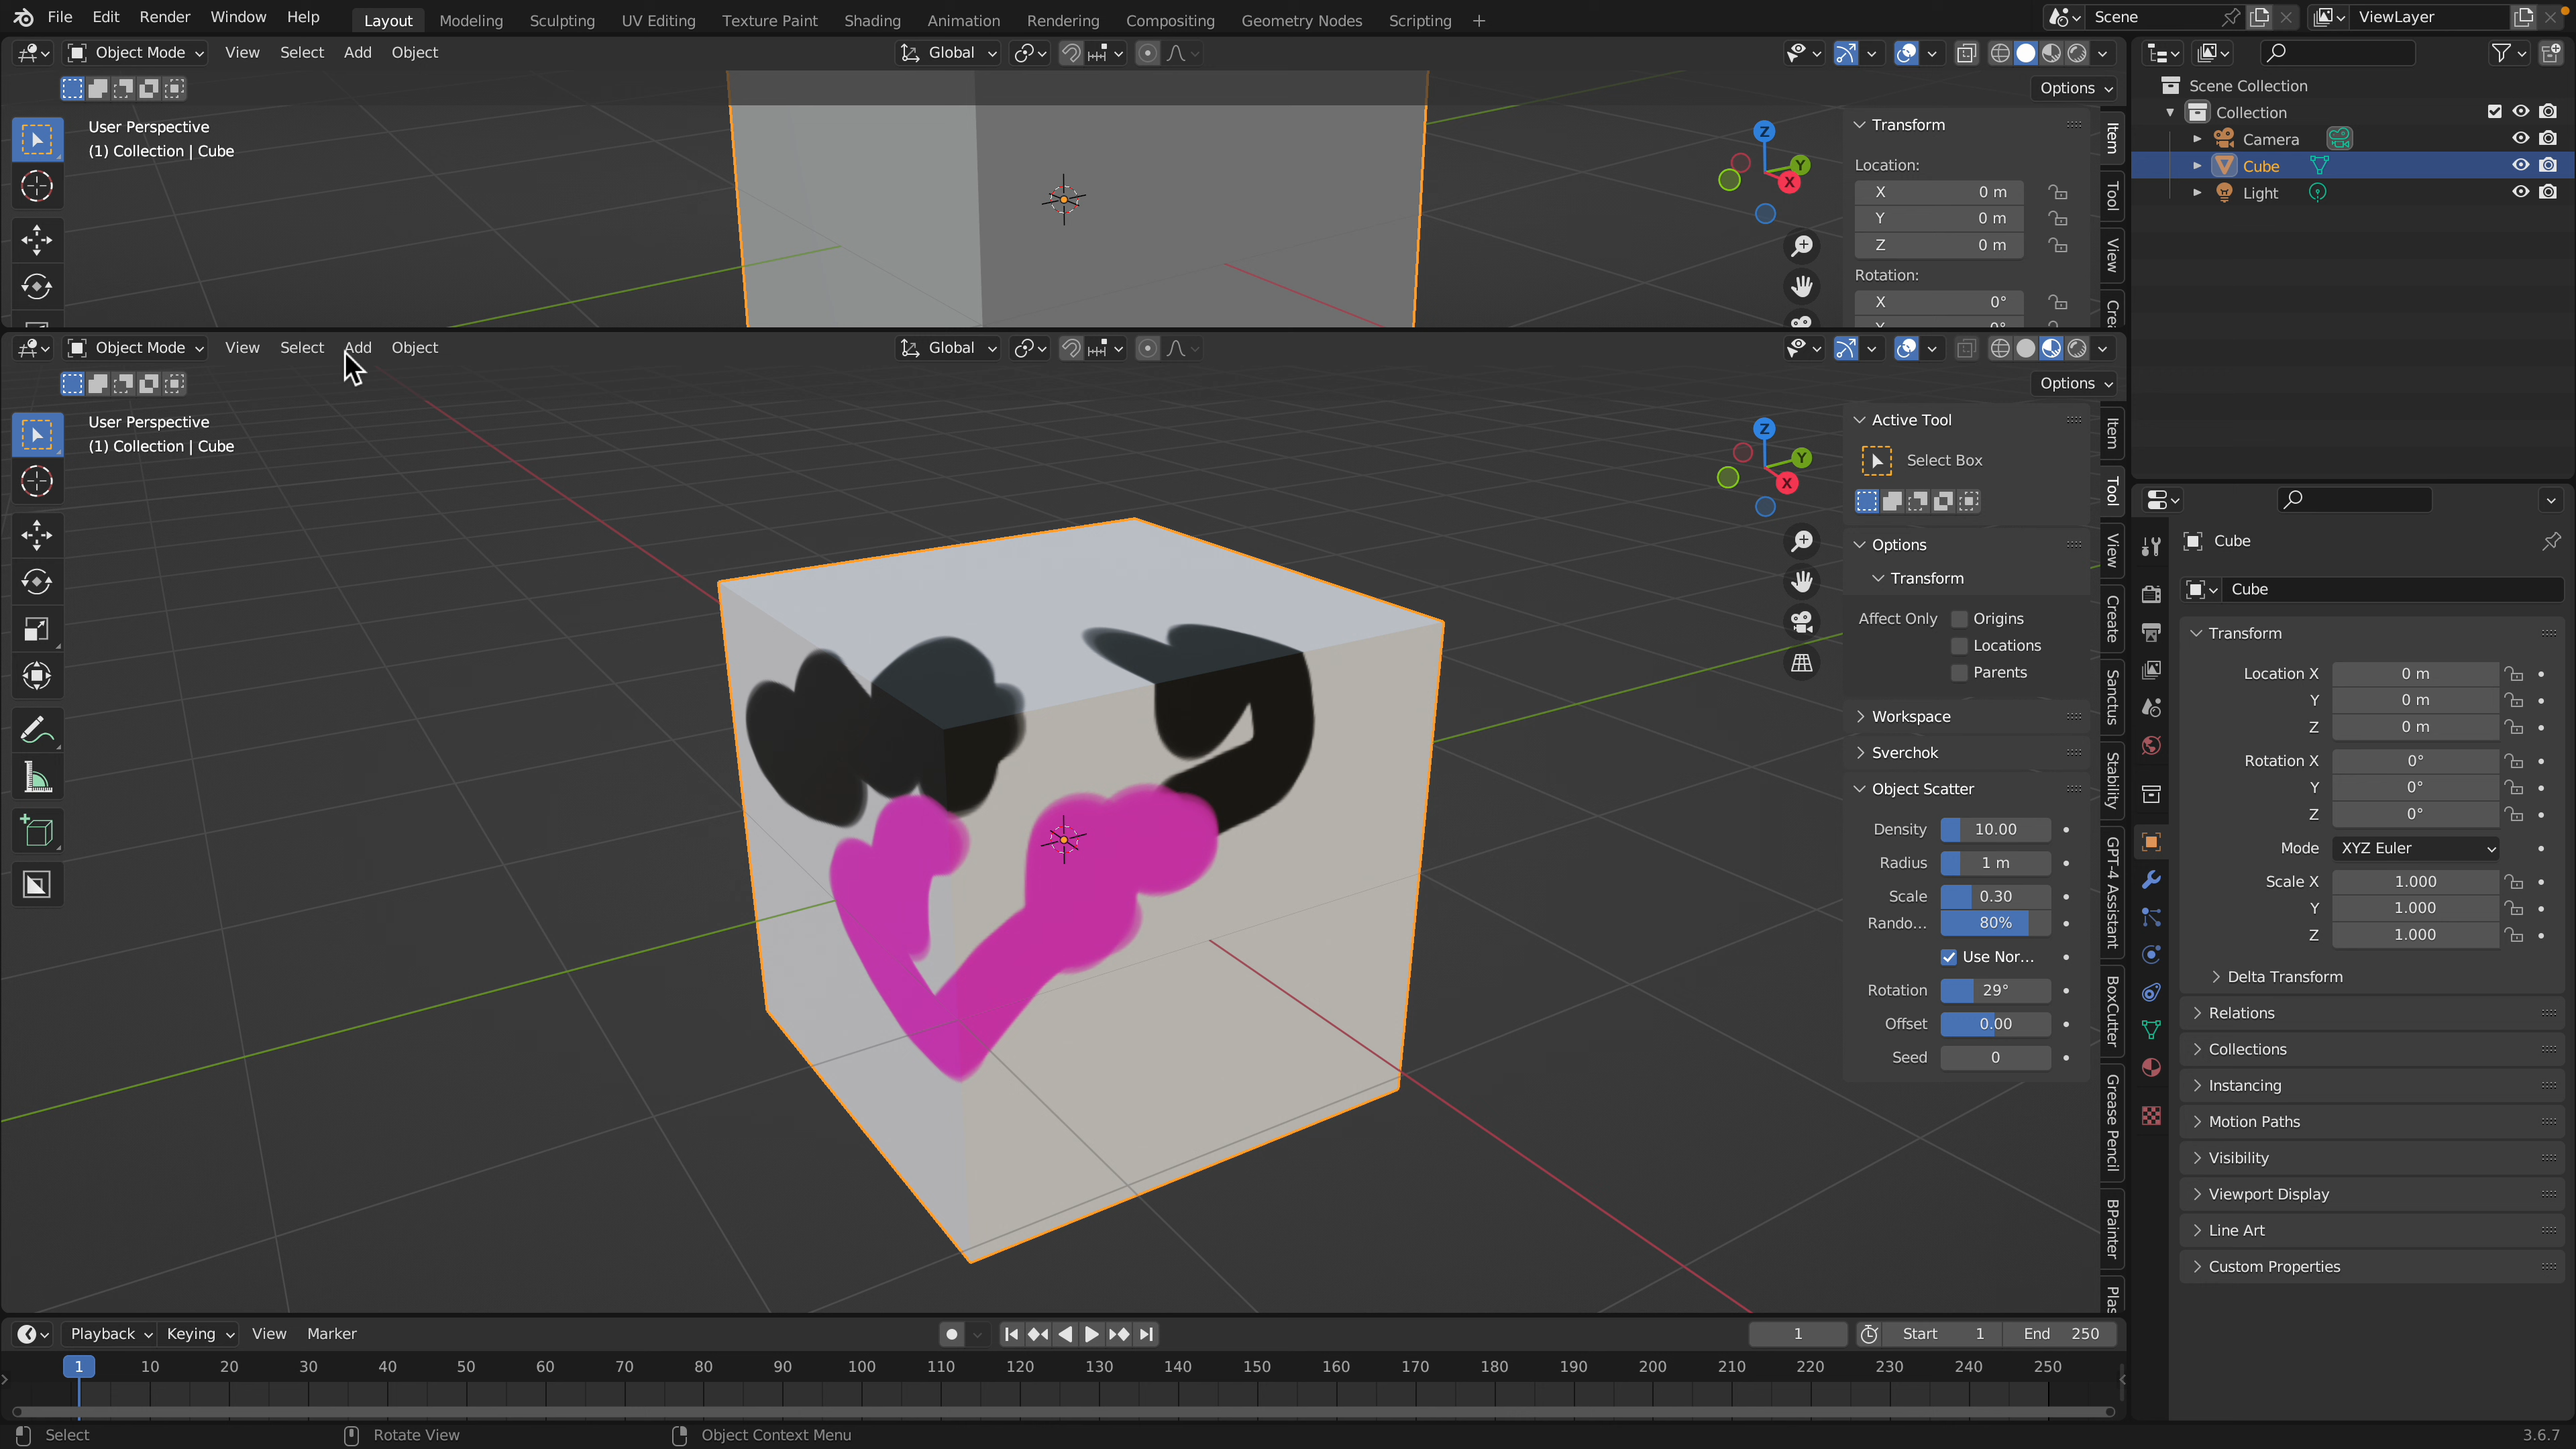 File Edit Render Window Help Layout Modeling Sculpting UV Editing Texture Paint Shading Animation Rendering Compositing Geometry Nodes Scripting + Scene ViewLayer
Object Mode View Select Add Object Global
Options
User Perspective
(1) Collection | Cube
Z
Y
X
Transform
Location:
X 0 m
Y 0 m
Z 0 m
Rotation:
X 0°
Item
Tool
View
Scene Collection
Collection
Camera
Cube
Light
Object Mode View Select Add Object Global
Options
User Perspective
(1) Collection | Cube
Z
Y
X
Active Tool
Select Box
Options
Transform
Affect Only Origins
Locations
Parents
Workspace
Sverchok
Object Scatter
Density 10.00
Radius 1 m
Scale 0.30
Rando... 80%
Use Nor...
Rotation 29°
Offset 0.00
Seed 0
Item
Tool
View
Create
Sanctus
Stability
GPT-4 Assistant
BoxCutter
Grease Pencil
BPainter
Cube
Cube
Transform
Location X 0 m
Y 0 m
Z 0 m
Rotation X 0°
Y 0°
Z 0°
Mode XYZ Euler
Scale X 1.000
Y 1.000
Z 1.000
Delta Transform
Relations
Collections
Instancing
Motion Paths
Visibility
Viewport Display
Line Art
Custom Properties
Playback Keying View Marker 1 Start 1 End 250
1 10 20 30 40 50 60 70 80 90 100 110 120 130 140 150 160 170 180 190 200 210 220 230 240 250
Select Rotate View Object Context Menu 3.6.7